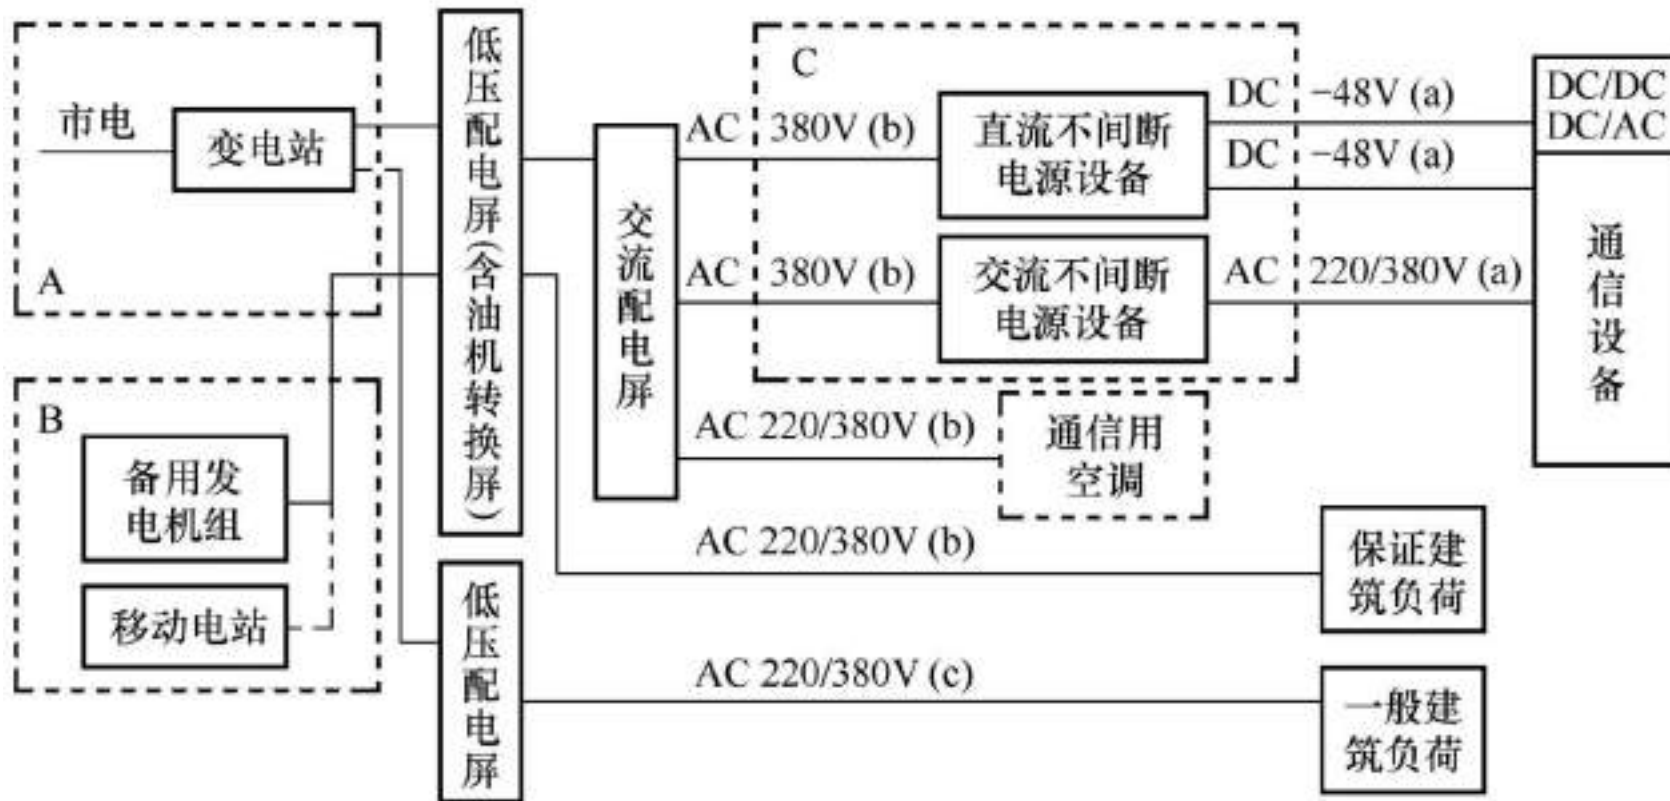 市电
变电站
A
B
备用发
电机组
移动电站
低压配电屏(含油机转换屏)
低压配电屏
交流配电屏
C
AC 380V (b)
直流不间断
电源设备
DC -48V (a)
DC -48V (a)
AC 380V (b)
交流不间断
电源设备
AC 220/380V (a)
DC/DC
DC/AC
通信设备
AC 220/380V (b)
通信用
空调
AC 220/380V (b)
保证建
筑负荷
AC 220/380V (c)
一般建
筑负荷